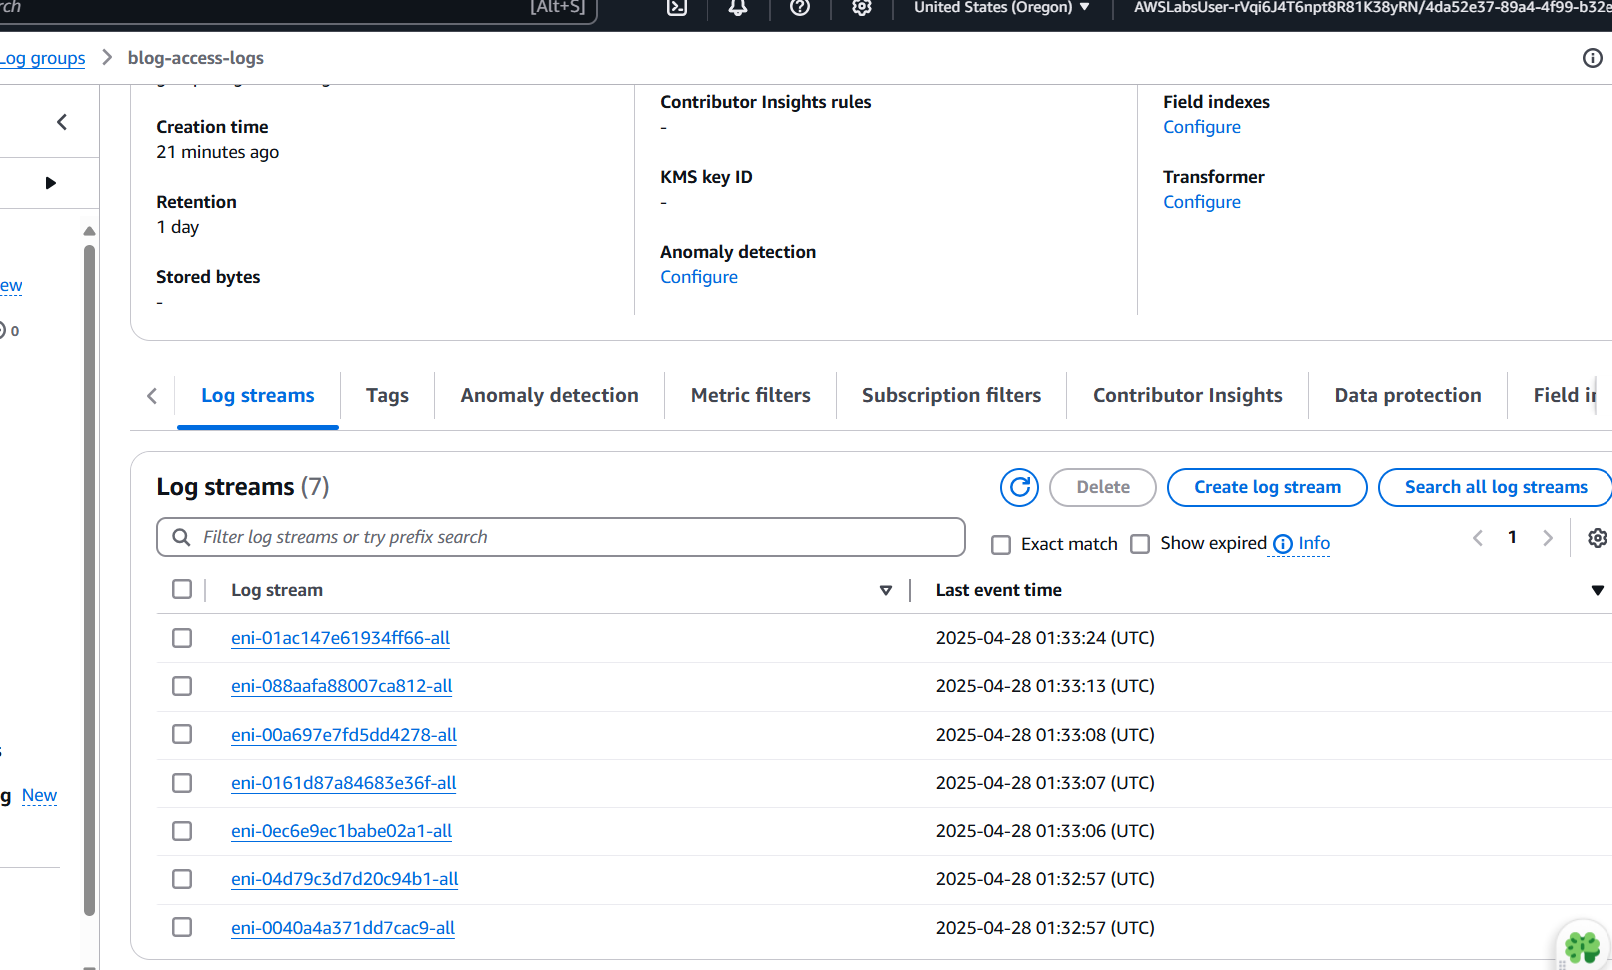 rch
[Alt+S]
United States (Oregon)
AWSLabsUser-rVqi6J4T6npt8R81K38yRN/4da52e37-89a4-4f99-b32e
Log groups
blog-access-logs
Creation time
21 minutes ago
Retention
1 day
Stored bytes
-
Contributor Insights rules
-
KMS key ID
-
Anomaly detection
Configure
Field indexes
Configure
Transformer
Configure
ew
0
s
g New
Log streams
Tags
Anomaly detection
Metric filters
Subscription filters
Contributor Insights
Data protection
Field i
Log streams (7)
Delete
Create log stream
Search all log streams
Filter log streams or try prefix search
Exact match
Show expired
Info
1
Log stream
Last event time
eni-01ac147e61934ff66-all 2025-04-28 01:33:24 (UTC)
eni-088aafa88007ca812-all 2025-04-28 01:33:13 (UTC)
eni-00a697e7fd5dd4278-all 2025-04-28 01:33:08 (UTC)
eni-0161d87a84683e36f-all 2025-04-28 01:33:07 (UTC)
eni-0ec6e9ec1babe02a1-all 2025-04-28 01:33:06 (UTC)
eni-04d79c3d7d20c94b1-all 2025-04-28 01:32:57 (UTC)
eni-0040a4a371dd7cac9-all 2025-04-28 01:32:57 (UTC)